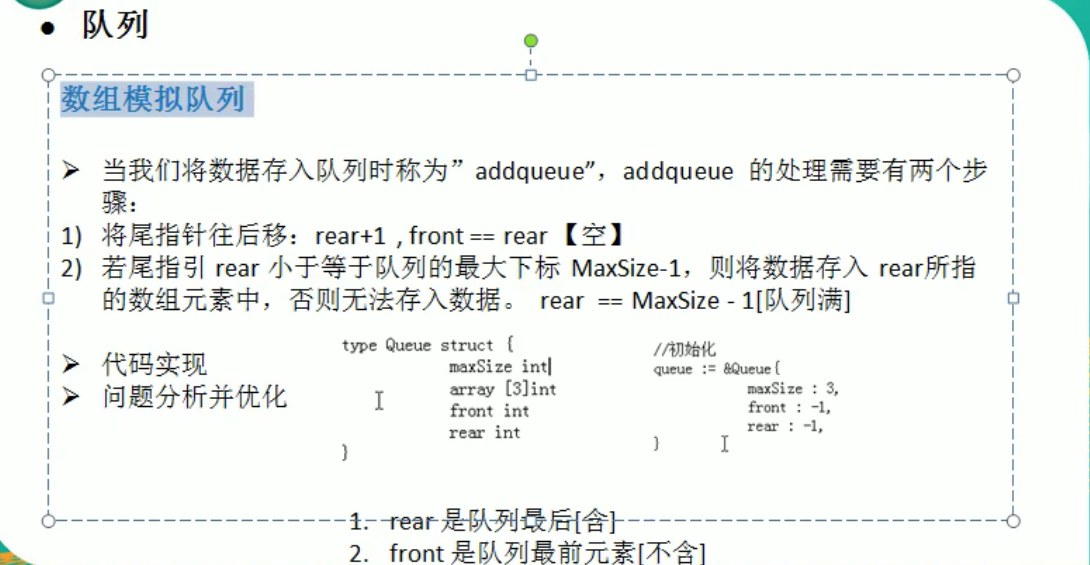 ● 队列
数组模拟队列
➢ 当我们将数据存入队列时称为”addqueue”，addqueue 的处理需要有两个步
骤：
1) 将尾指针往后移：rear+1 , front == rear 【空】
2) 若尾指引 rear 小于等于队列的最大下标 MaxSize-1，则将数据存入 rear所指
的数组元素中，否则无法存入数据。 rear == MaxSize - 1[队列满]
➢ 代码实现
➢ 问题分析并优化
type Queue struct {
maxSize int
array [3]int
front int
rear int
}
//初始化
queue := &Queue{
maxSize : 3,
front : -1,
rear : -1,
}
1. rear 是队列最后[含]
2. front 是队列最前元素[不含]